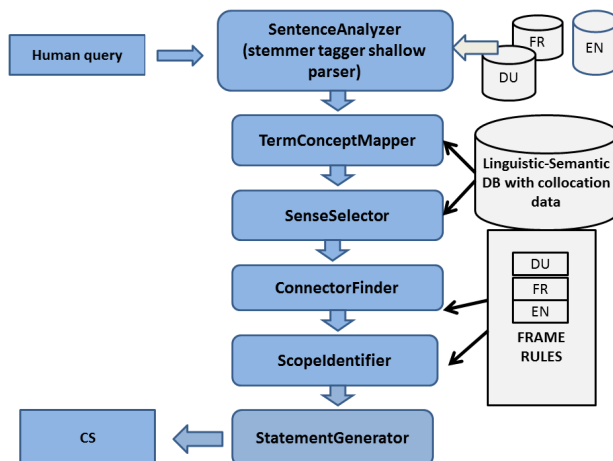 Human query
SentenceAnalyzer
(stemmer tagger shallow
parser)
FR
EN
DU
TermConceptMapper
Linguistic-Semantic
DB with collocation
data
SenseSelector
DU
FR
EN
FRAME
RULES
ConnectorFinder
ScopeIdentifier
CS
StatementGenerator